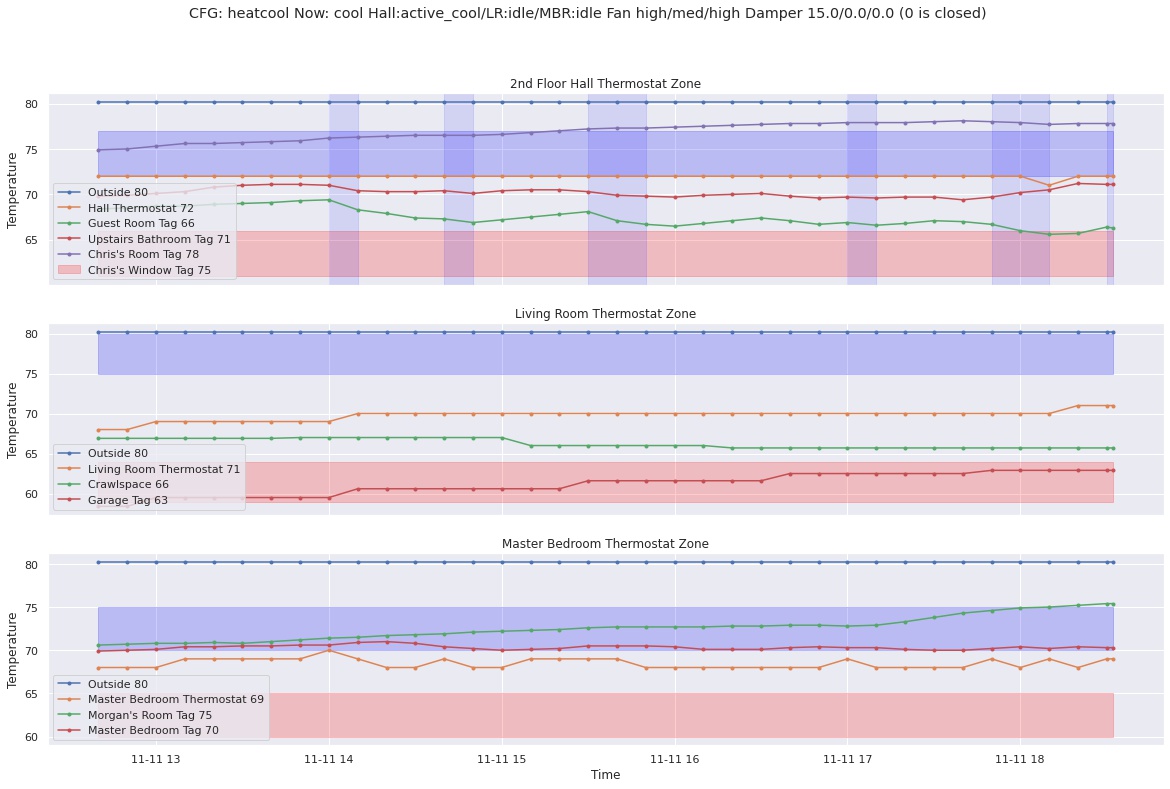 CFG: heatcool Now: cool Hall:active_cool/LR:idle/MBR:idle Fan high/med/high Damper 15.0/0.0/0.0 (0 is closed)
2nd Floor Hall Thermostat Zone
80
75
70
65
Temperature
Outside 80
Hall Thermostat 72
Guest Room Tag 66
Upstairs Bathroom Tag 71
Chris's Room Tag 78
Chris's Window Tag 75
Living Room Thermostat Zone
80
75
70
65
60
Temperature
Outside 80
Living Room Thermostat 71
Crawlspace 66
Garage Tag 63
Master Bedroom Thermostat Zone
80
75
70
65
60
Temperature
Outside 80
Master Bedroom Thermostat 69
Morgan's Room Tag 75
Master Bedroom Tag 70
11-11 13
11-11 14
11-11 15
11-11 16
11-11 17
11-11 18
Time